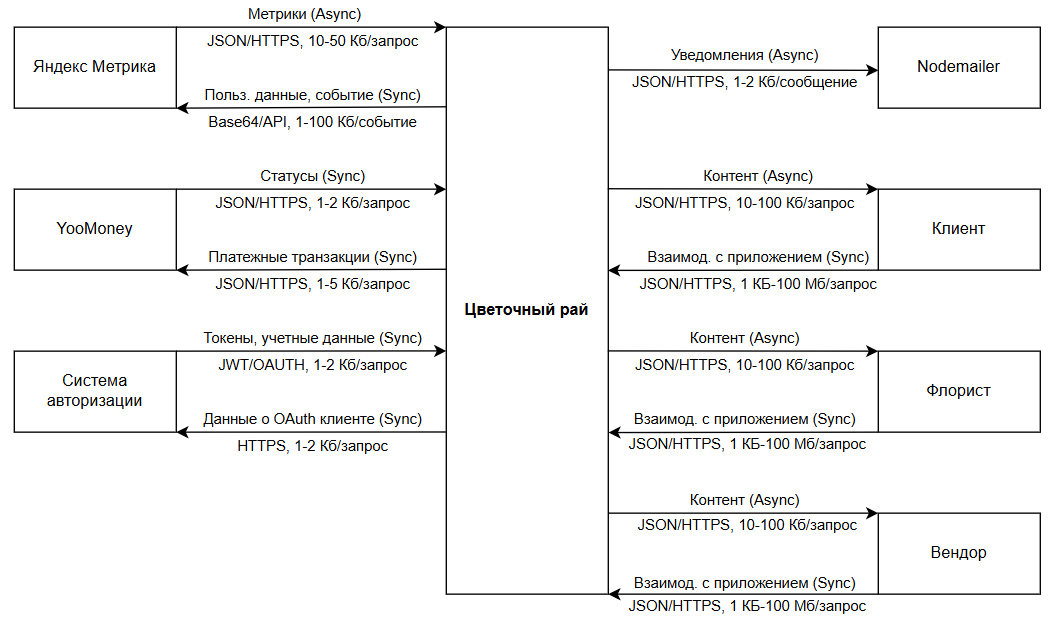 Метрики (Async)
JSON/HTTPS, 10-50 Кб/запрос
Яндекс Метрика
Польз. данные, событие (Sync)
Base64/API, 1-100 Кб/событие
Статусы (Sync)
JSON/HTTPS, 1-2 Кб/запрос
YooMoney
Платежные транзакции (Sync)
JSON/HTTPS, 1-5 Кб/запрос
Токены, учетные данные (Sync)
JWT/OAUTH, 1-2 Кб/запрос
Система
авторизации
Данные о OAuth клиенте (Sync)
HTTPS, 1-2 Кб/запрос
Цветочный рай
Уведомления (Async)
JSON/HTTPS, 1-2 Кб/сообщение
Nodemailer
Контент (Async)
JSON/HTTPS, 10-100 Кб/запрос
Клиент
Взаимод. с приложением (Sync)
JSON/HTTPS, 1 КБ-100 Мб/запрос
Контент (Async)
JSON/HTTPS, 10-100 Кб/запрос
Флорист
Взаимод. с приложением (Sync)
JSON/HTTPS, 1 КБ-100 Мб/запрос
Контент (Async)
JSON/HTTPS, 10-100 Кб/запрос
Вендор
Взаимод. с приложением (Sync)
JSON/HTTPS, 1 КБ-100 Мб/запрос